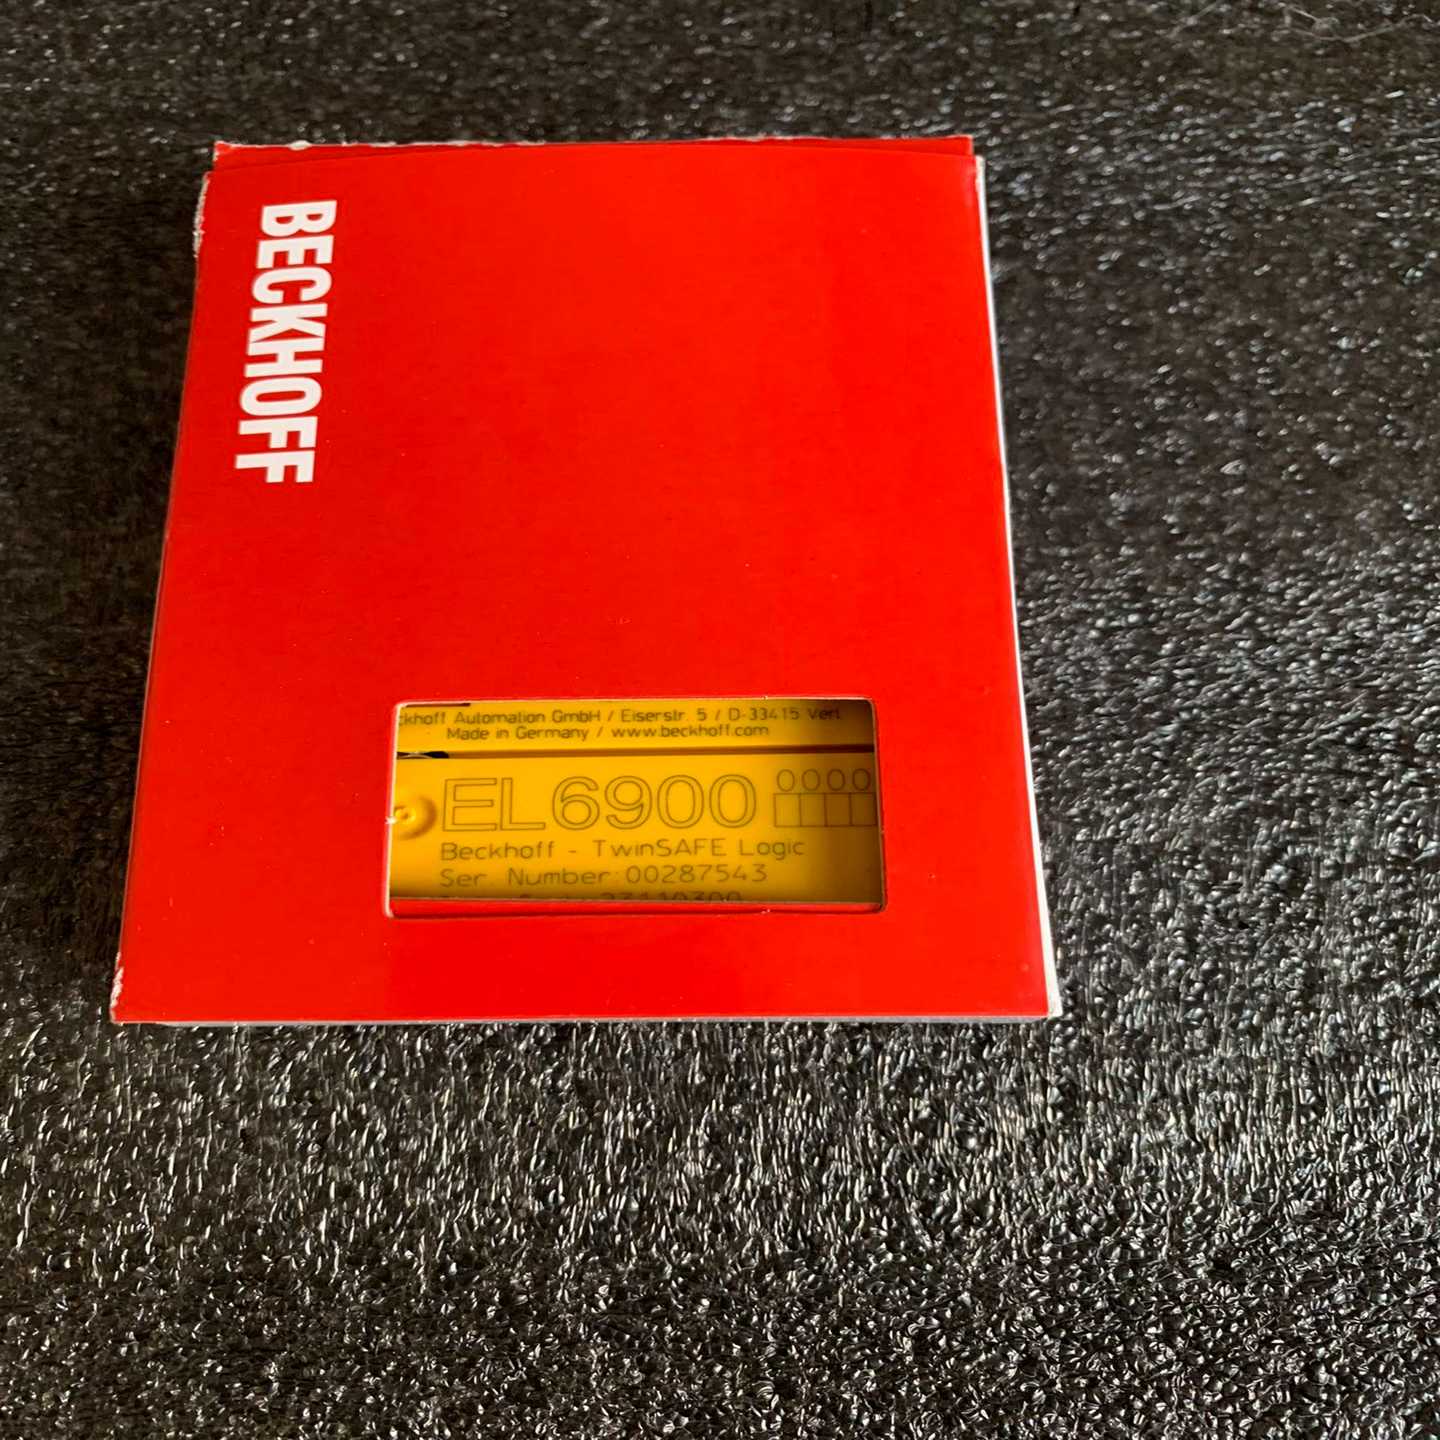 BECKHOFF
ckhoff Automation GmbH / Eiserstr. 5 / D-33415 Verl
Made in Germany / www.beckhoff.com
EL6900
0000
Beckhoff - TwinSAFE Logic
Ser. Number:00287543